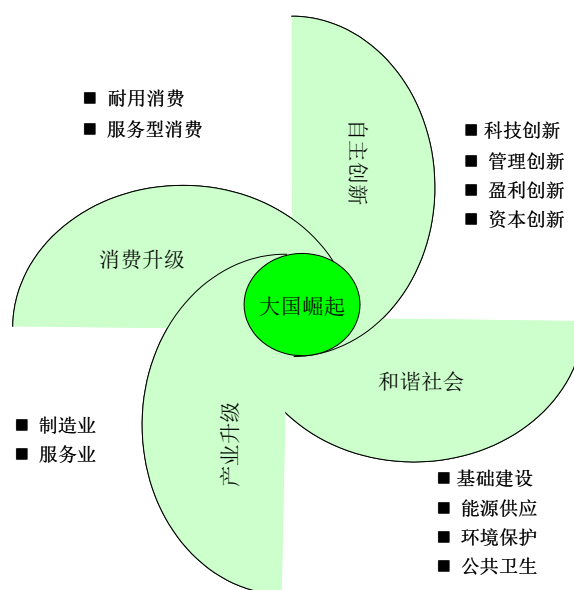 耐用消费
服务型消费
自主创新
科技创新
管理创新
盈利创新
资本创新
消费升级
大国崛起
和谐社会
制造业
服务业
产业升级
基础建设
能源供应
环境保护
公共卫生